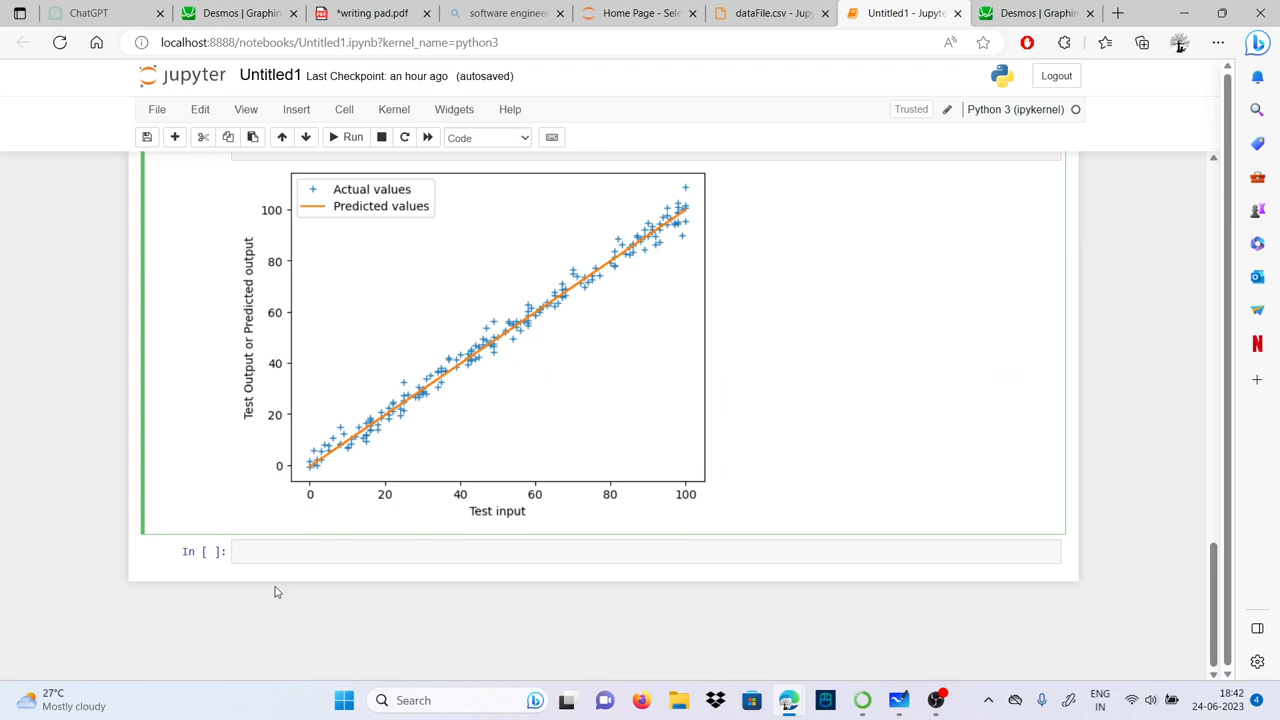 ChatGPT
Desmos | Graphin
*writing pad.pdf
software enginee
Home Page - Sele
dataFile.csv - Jup
Untitled1 - Jupyte
Desmos | Graphin
localhost:8888/notebooks/Untitled1.ipynb?kernel_name=python3
jupyter Untitled1 Last Checkpoint: an hour ago (autosaved)
Logout
File Edit View Insert Cell Kernel Widgets Help
Trusted
Python 3 (ipykernel)
Run
Code
Actual values
Predicted values
100
80
60
40
20
0
Test Output or Predicted output
0 20 40 60 80 100
Test input
In [ ]:
27°C
Mostly cloudy
Search
ENG
IN
18:42
24-06-2023
4